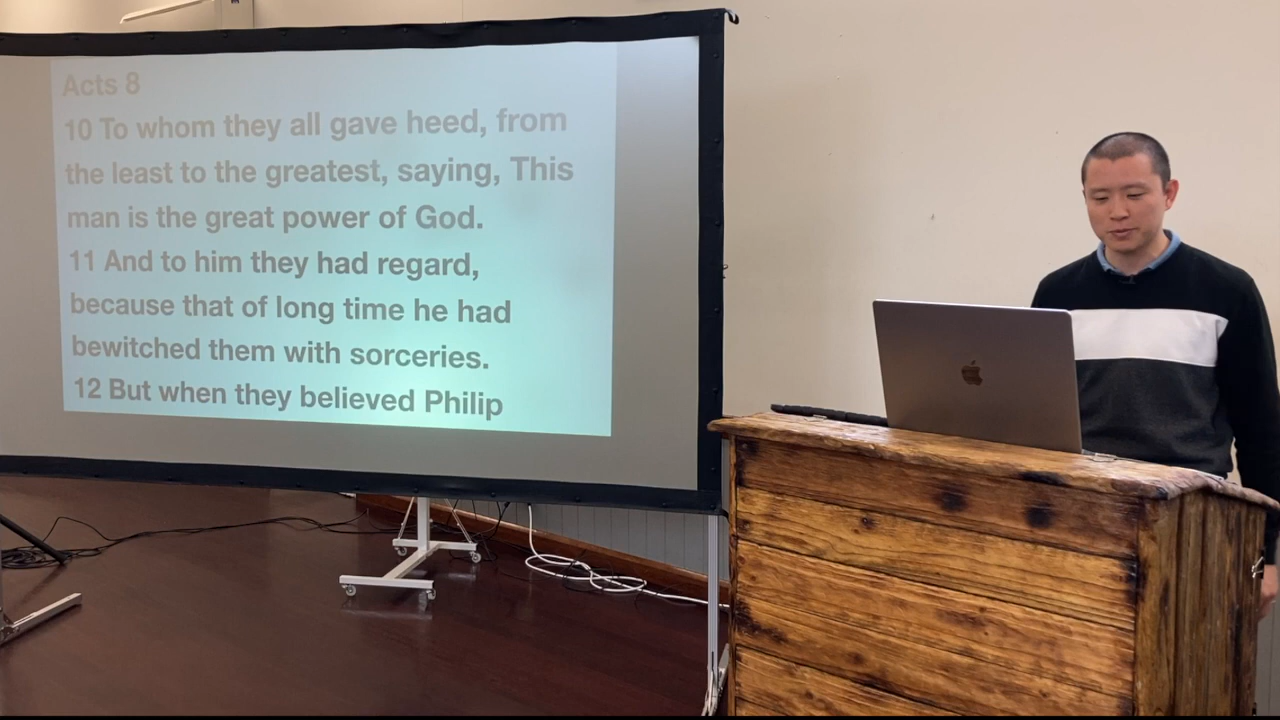 Acts 8
10 To whom they all gave heed, from
the least to the greatest, saying, This
man is the great power of God.
11 And to him they had regard,
because that of long time he had
bewitched them with sorceries.
12 But when they believed Philip